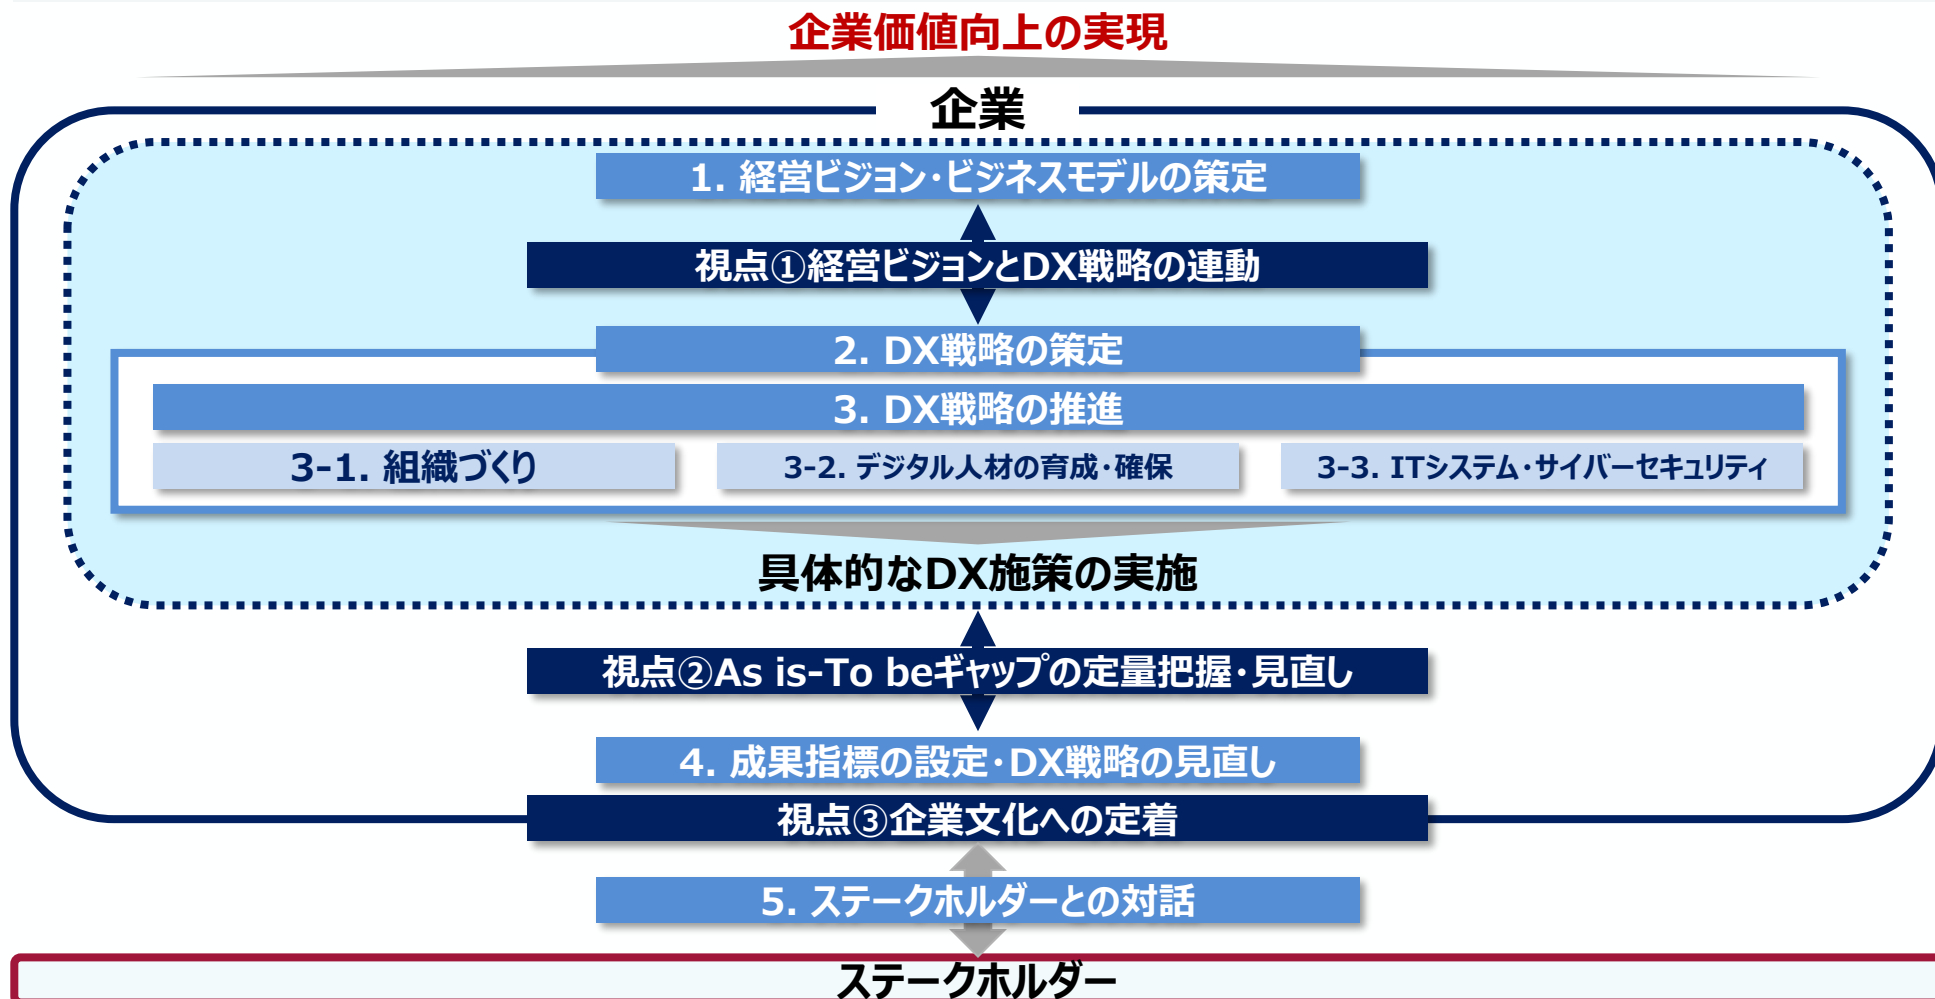 企業価値向上の実現
企業
1. 経営ビジョン・ビジネスモデルの策定
視点①経営ビジョンとDX戦略の連動
2. DX戦略の策定
3. DX戦略の推進
3-1. 組織づくり
3-2. デジタル人材の育成・確保
3-3. ITシステム・サイバーセキュリティ
具体的なDX施策の実施
視点②As is-To beギャップの定量把握・見直し
4. 成果指標の設定・DX戦略の見直し
視点③企業文化への定着
5. ステークホルダーとの対話
ステークホルダー